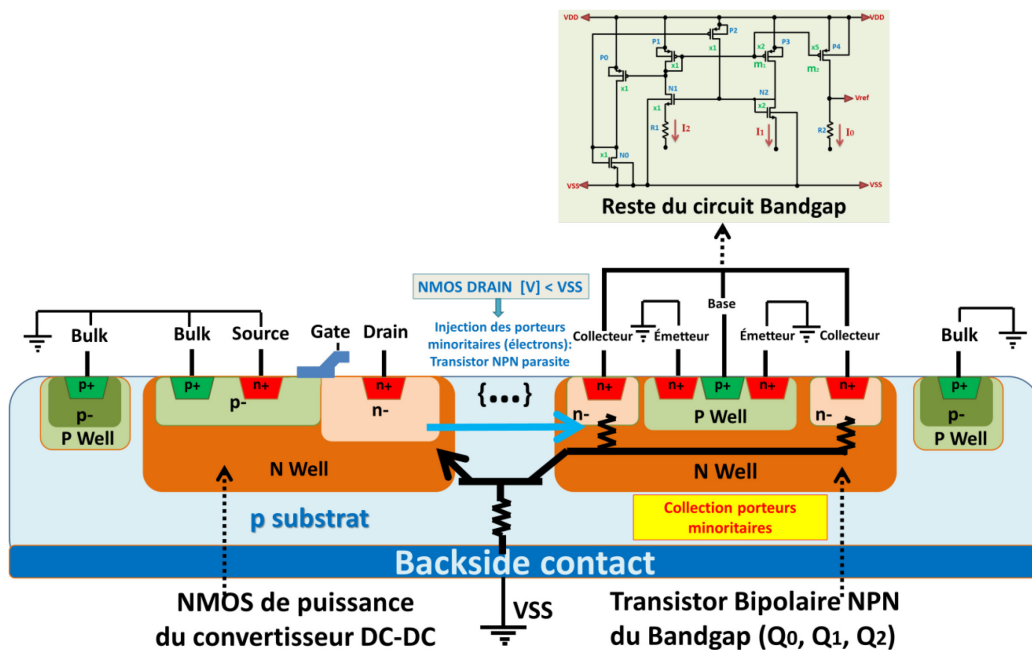 VDD
VDD
P2
x1
P1
x1
x2
P3
m1
x5
P4
m2
P0
x1
N1
x1
N2
x2
Vref
R1
I2
I1
R2
I0
x1
N0
VSS
VSS
Reste du circuit Bandgap
NMOS DRAIN [V] < VSS
Injection des porteurs
minoritaires (électrons):
Transistor NPN parasite
Bulk
Bulk
Source
Gate
Drain
Collecteur
Émetteur
Base
Émetteur
Collecteur
Bulk
p+
p-
P Well
p+
n+
p-
n+
n-
N Well
{...}
n+
n-
n+
p+
n+
P Well
n+
n-
N Well
p+
p-
P Well
p substrat
Collection porteurs
minoritaires
Backside contact
VSS
NMOS de puissance
du convertisseur DC-DC
Transistor Bipolaire NPN
du Bandgap (Q0, Q1, Q2)